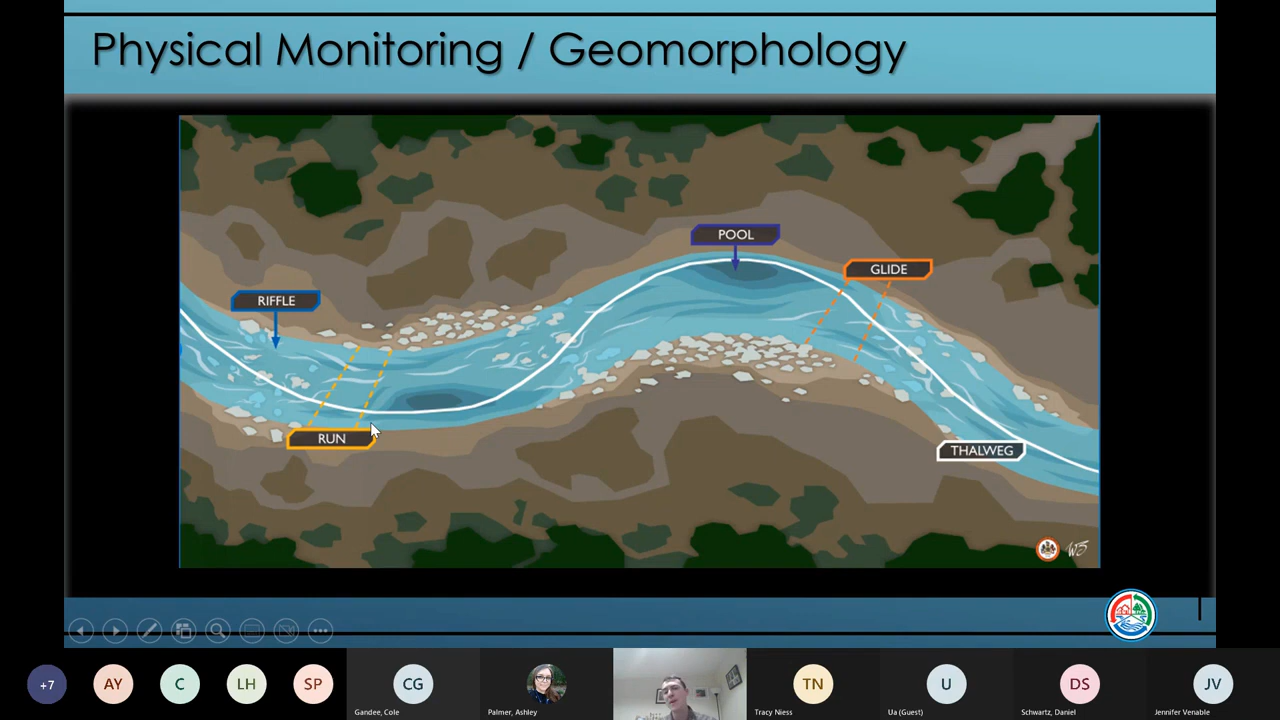 Physical Monitoring / Geomorphology
POOL
GLIDE
RIFFLE
RUN
THALWEG
+7
AY
C
LH
SP
CG
TN
U
DS
JV
Gandee, Cole
Palmer, Ashley
Tracy Niess
Ua (Guest)
Schwartz, Daniel
Jennifer Venable